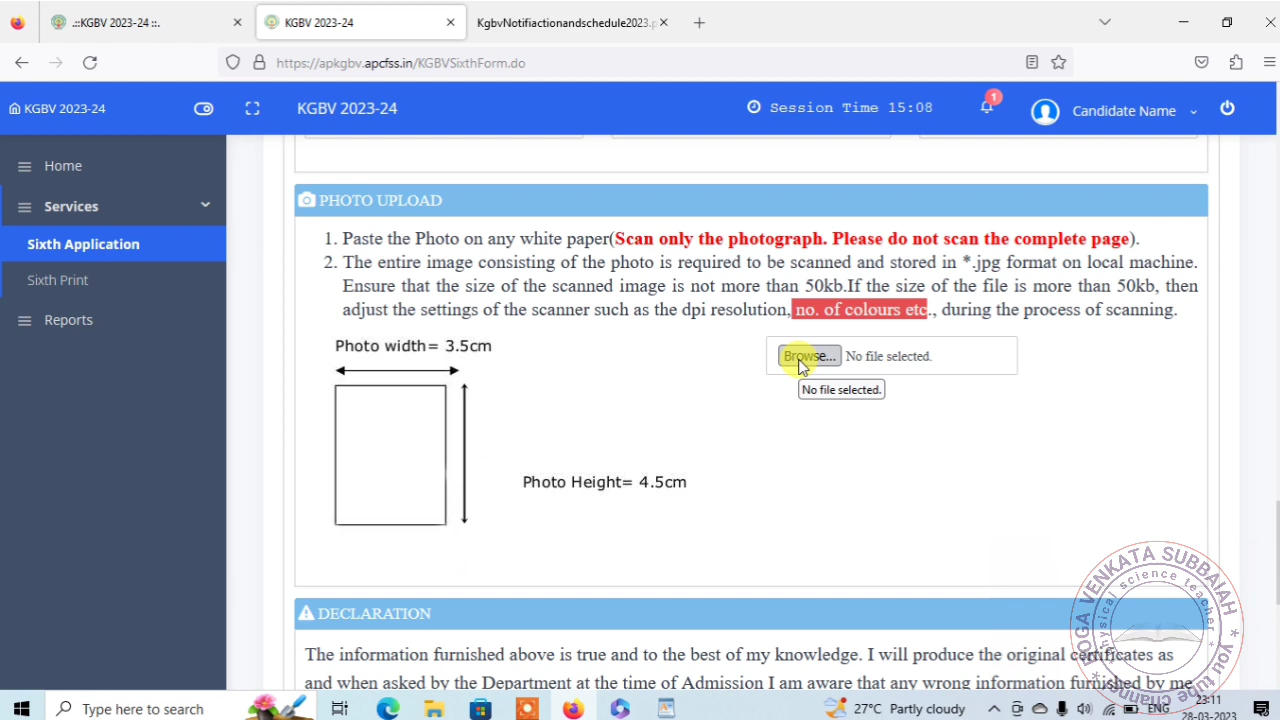 .::KGBV 2023-24 ::.
KGBV 2023-24
KgbvNotifiactionandschedule2023.p
https://apkgbv.apcfss.in/KGBVSixthForm.do
KGBV 2023-24
KGBV 2023-24
Session Time 15:08
1
Candidate Name
Home
Services
Sixth Application
Sixth Print
Reports
PHOTO UPLOAD
1. Paste the Photo on any white paper(Scan only the photograph. Please do not scan the complete page).
2. The entire image consisting of the photo is required to be scanned and stored in *.jpg format on local machine.
Ensure that the size of the scanned image is not more than 50kb.If the size of the file is more than 50kb, then
adjust the settings of the scanner such as the dpi resolution, no. of colours etc., during the process of scanning.
Photo width= 3.5cm
Browse... No file selected.
No file selected.
Photo Height= 4.5cm
DECLARATION
The information furnished above is true and to the best of my knowledge. I will produce the original certificates as
and when asked by the Department at the time of Admission I am aware that any wrong information furnished by me
BOGA VENKATA SUBBAIAH
physical science teacher
* you tube channel *
Type here to search
27°C Partly cloudy
ENG
23:11
28-03-2023